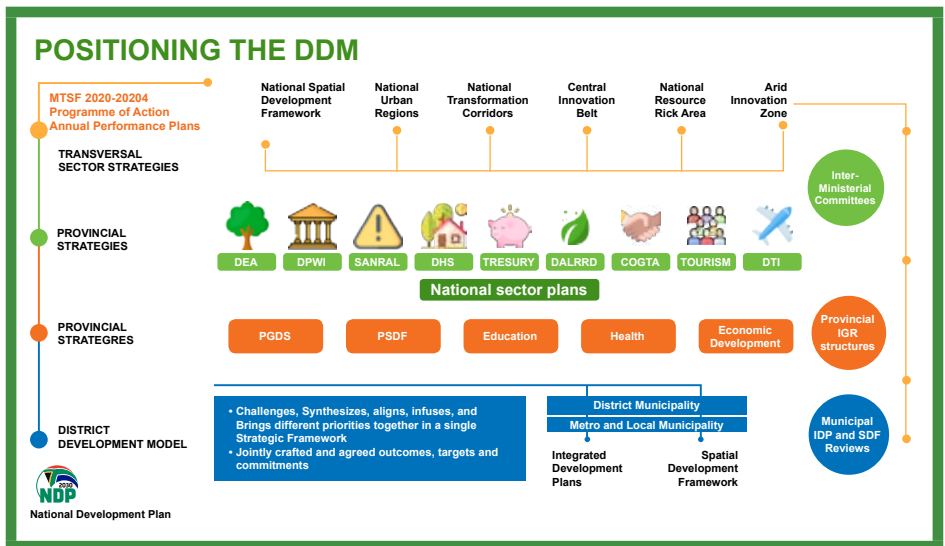 POSITIONING THE DDM
MTSF 2020-20204
Programme of Action
Annual Performance Plans
National Spatial
Development
Framework
National
Urban
Regions
National
Transformation
Corridors
Central
Innovation
Belt
National
Resource
Rick Area
Arid
Innovation
Zone
TRANSVERSAL
SECTOR STRATEGIES
Inter-
Ministerial
Committees
PROVINCIAL
STRATEGIES
DEA
DPWI
SANRAL
DHS
TRESURY
DALRRD
COGTA
TOURISM
DTI
National sector plans
PROVINCIAL
STRATEGRES
PGDS
PSDF
Education
Health
Economic
Development
Provincial
IGR
structures
DISTRICT
DEVELOPMENT MODEL
• Challenges, Synthesizes, aligns, infuses, and
Brings different priorities together in a single
Strategic Framework
• Jointly crafted and agreed outcomes, targets and
commitments
District Municipality
Metro and Local Municipality
Integrated
Development
Plans
Spatial
Development
Framework
Municipal
IDP and SDF
Reviews
2030
NDP
National Development Plan